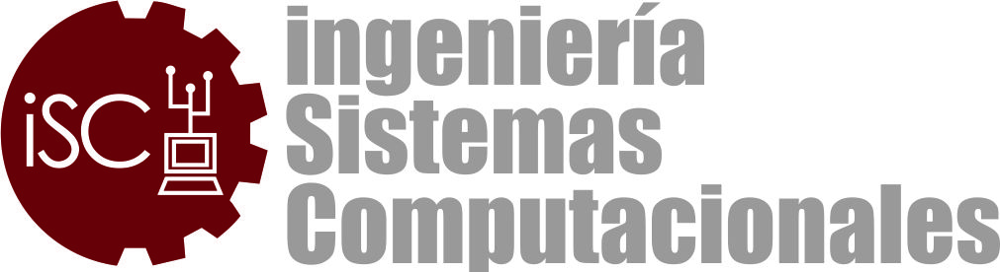 iSC
ingeniería
Sistemas
Computacionales